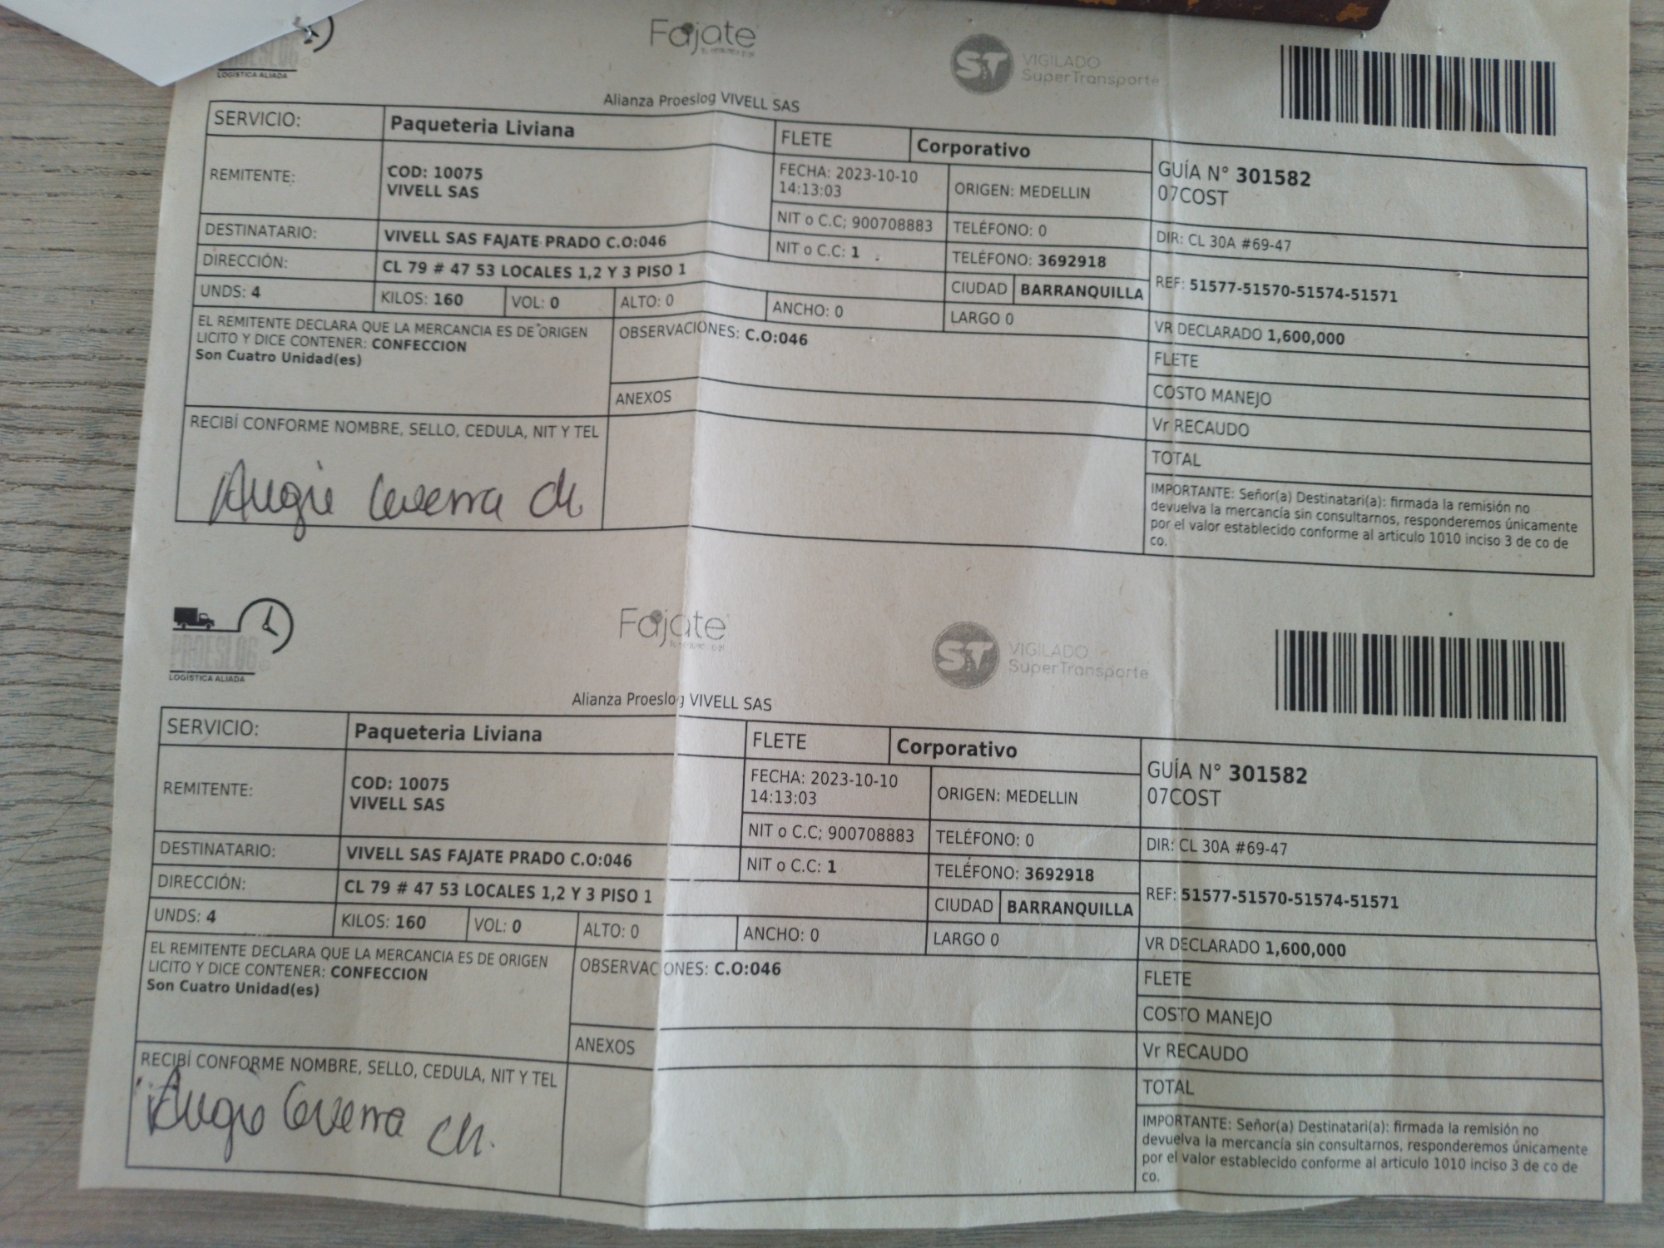 PROESLOG
LOGÍSTICA ALIADA
Fajate
VIGILADO
SuperTransporte
Alianza Proeslog VIVELL SAS
SERVICIO: Paqueteria Liviana FLETE Corporativo
GUÍA N° 301582
07COST
REMITENTE: COD: 10075
VIVELL SAS
FECHA: 2023-10-10
14:13:03
ORIGEN: MEDELLIN
NIT o C.C; 900708883 TELÉFONO: 0 DIR: CL 30A #69-47
DESTINATARIO: VIVELL SAS FAJATE PRADO C.O:046 NIT o C.C: 1 TELÉFONO: 3692918
DIRECCIÓN: CL 79 # 47 53 LOCALES 1,2 Y 3 PISO 1 CIUDAD BARRANQUILLA REF: 51577-51570-51574-51571
UNDS: 4 KILOS: 160 VOL: 0 ALTO: 0 ANCHO: 0 LARGO 0 VR DECLARADO 1,600,000
EL REMITENTE DECLARA QUE LA MERCANCIA ES DE ORIGEN
LICITO Y DICE CONTENER: CONFECCION
Son Cuatro Unidad(es)
OBSERVACIONES: C.O:046
FLETE
ANEXOS
COSTO MANEJO
RECIBÍ CONFORME NOMBRE, SELLO, CEDULA, NIT Y TEL
Vr RECAUDO
TOTAL
Angie
IMPORTANTE: Señor(a) Destinatari(a): firmada la remisión no
devuelva la mercancía sin consultarnos, responderemos únicamente
por el valor establecido conforme al articulo 1010 inciso 3 de co de
co.
PROESLOG
LOGÍSTICA ALIADA
Fajate
VIGILADO
SuperTransporte
Alianza Proeslog VIVELL SAS
SERVICIO: Paqueteria Liviana FLETE Corporativo
GUÍA N° 301582
07COST
REMITENTE: COD: 10075
VIVELL SAS
FECHA: 2023-10-10
14:13:03
ORIGEN: MEDELLIN
NIT o C.C; 900708883 TELÉFONO: 0 DIR: CL 30A #69-47
DESTINATARIO: VIVELL SAS FAJATE PRADO C.O:046 NIT o C.C: 1 TELÉFONO: 3692918
DIRECCIÓN: CL 79 # 47 53 LOCALES 1,2 Y 3 PISO 1 CIUDAD BARRANQUILLA REF: 51577-51570-51574-51571
UNDS: 4 KILOS: 160 VOL: 0 ALTO: 0 ANCHO: 0 LARGO 0 VR DECLARADO 1,600,000
EL REMITENTE DECLARA QUE LA MERCANCIA ES DE ORIGEN
LICITO Y DICE CONTENER: CONFECCION
Son Cuatro Unidad(es)
OBSERVACIONES: C.O:046
FLETE
COSTO MANEJO
ANEXOS
RECIBÍ CONFORME NOMBRE, SELLO, CEDULA, NIT Y TEL
Vr RECAUDO
TOTAL
Angie
IMPORTANTE: Señor(a) Destinatari(a): firmada la remisión no
devuelva la mercancía sin consultarnos, responderemos únicamente
por el valor establecido conforme al articulo 1010 inciso 3 de co de
co.